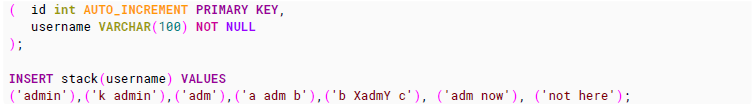 (  id int AUTO_INCREMENT PRIMARY KEY,
   username VARCHAR(100) NOT NULL
);

INSERT stack(username) VALUES
('admin'),('k admin'),('adm'),('a adm b'),('b XadmY c'), ('adm now'), ('not here');